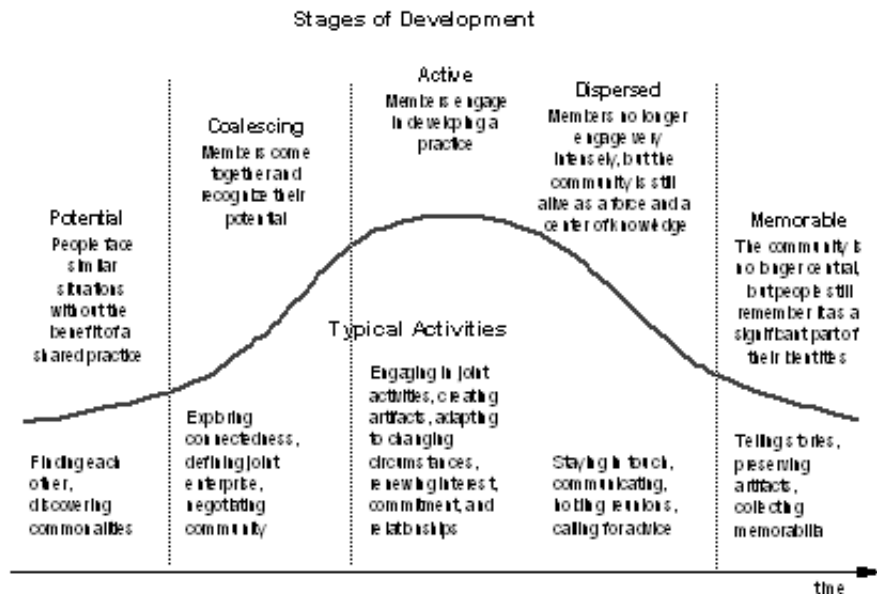 Stages of Development
Potential
People face
similar
situations
without the
benefit of a
shared practice
Coalescing
Members come
together and
recognize their
potential
Active
Members engage
in developing a
practice
Dispersed
Members no longer
engage very
intensely, but the
community is still
alive as a force and a
center of knowledge
Memorable
The community is
no longer central,
but people still
remember it as a
significant part of
their identities
Typical Activities
Finding each
other,
discovering
commonalities
Exploring
connectedness,
defining joint
enterprise,
negotiating
community
Engaging in joint
activities, creating
artifacts, adapting
to changing
circumstances,
renewing interest,
commitment, and
relationships
Staying in touch,
communicating,
holding reunions,
calling for advice
Telling stories,
preserving
artifacts,
collecting
memorabilia
time